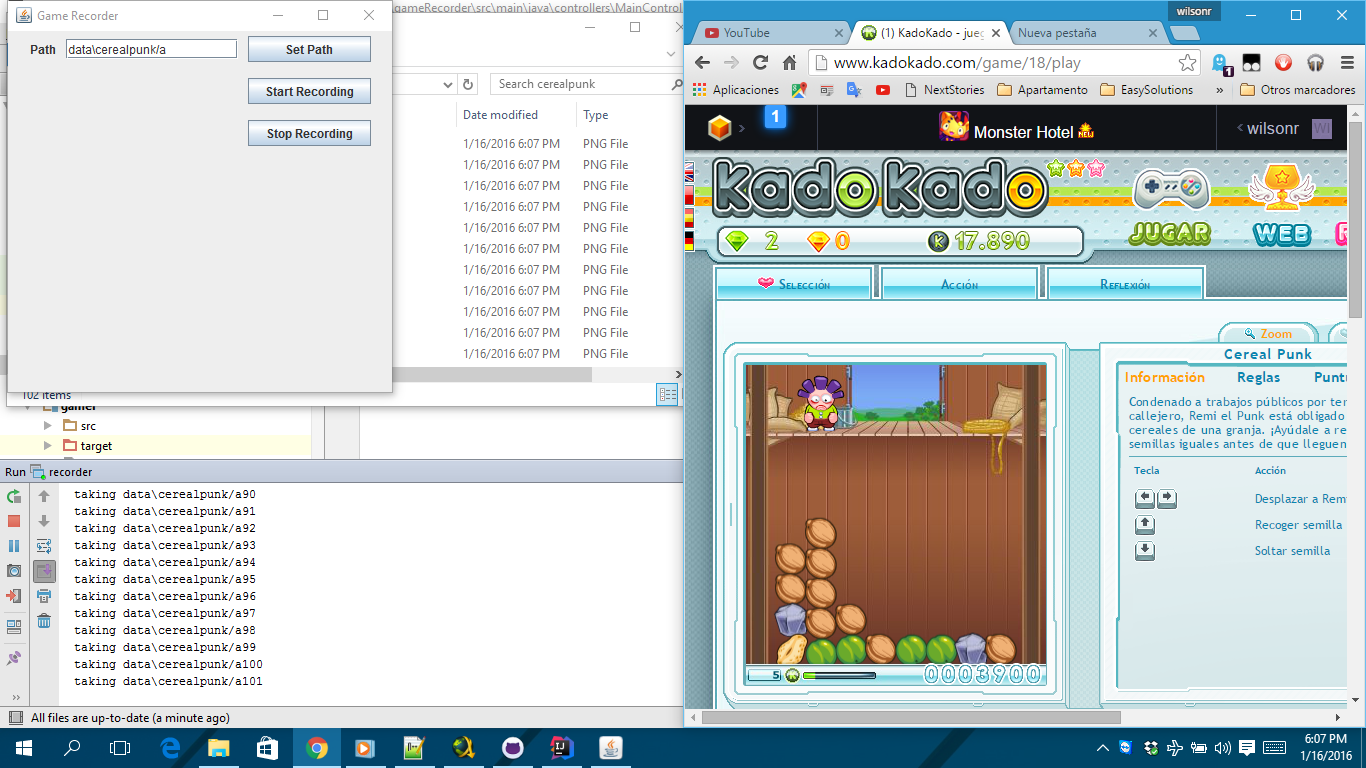 Game Recorder
Path data\cerealpunk/a Set Path
Start Recording
Stop Recording
gameRecorder\src\main\java\controllers\MainControl
Search cerealpunk
Date modified Type
1/16/2016 6:07 PM PNG File
1/16/2016 6:07 PM PNG File
1/16/2016 6:07 PM PNG File
1/16/2016 6:07 PM PNG File
1/16/2016 6:07 PM PNG File
1/16/2016 6:07 PM PNG File
1/16/2016 6:07 PM PNG File
1/16/2016 6:07 PM PNG File
1/16/2016 6:07 PM PNG File
1/16/2016 6:07 PM PNG File
1/16/2016 6:07 PM PNG File
102 items
gamer
src
target
Run recorder
taking data\cerealpunk/a90
taking data\cerealpunk/a91
taking data\cerealpunk/a92
taking data\cerealpunk/a93
taking data\cerealpunk/a94
taking data\cerealpunk/a95
taking data\cerealpunk/a96
taking data\cerealpunk/a97
taking data\cerealpunk/a98
taking data\cerealpunk/a99
taking data\cerealpunk/a100
taking data\cerealpunk/a101
All files are up-to-date (a minute ago)
wilsonr
YouTube (1) KadoKado - jueg Nueva pestaña
www.kadokado.com/game/18/play
1
Aplicaciones NextStories Apartamento EasySolutions » Otros marcadores
1 Monster Hotel NEW wilsonr WI
KadoKado
JUGAR WEB R
2 0 K 17.890
Selección Acción Reflexión
Zoom
Cereal Punk
Información Reglas Puntu
Condenado a trabajos públicos por ter
callejero, Remi el Punk está obligado
cereales de una granja. ¡Ayúdale a re
semillas iguales antes de que lleguen
Tecla Acción
Desplazar a Rem
Recoger semilla
Soltar semilla
5 0003900
6:07 PM
1/16/2016